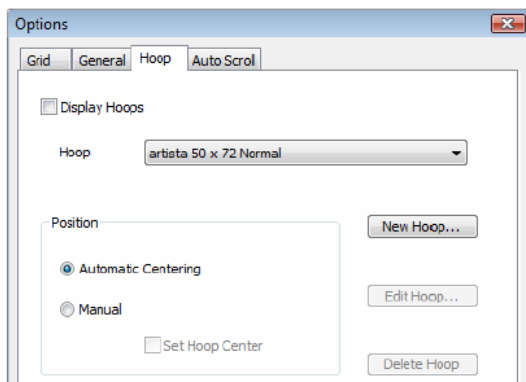 Options
Grid General Hoop Auto Scrol
Display Hoops
Hoop artista 50 x 72 Normal
Position
New Hoop...
Automatic Centering
Edit Hoop...
Manual
Set Hoop Center
Delete Hoop